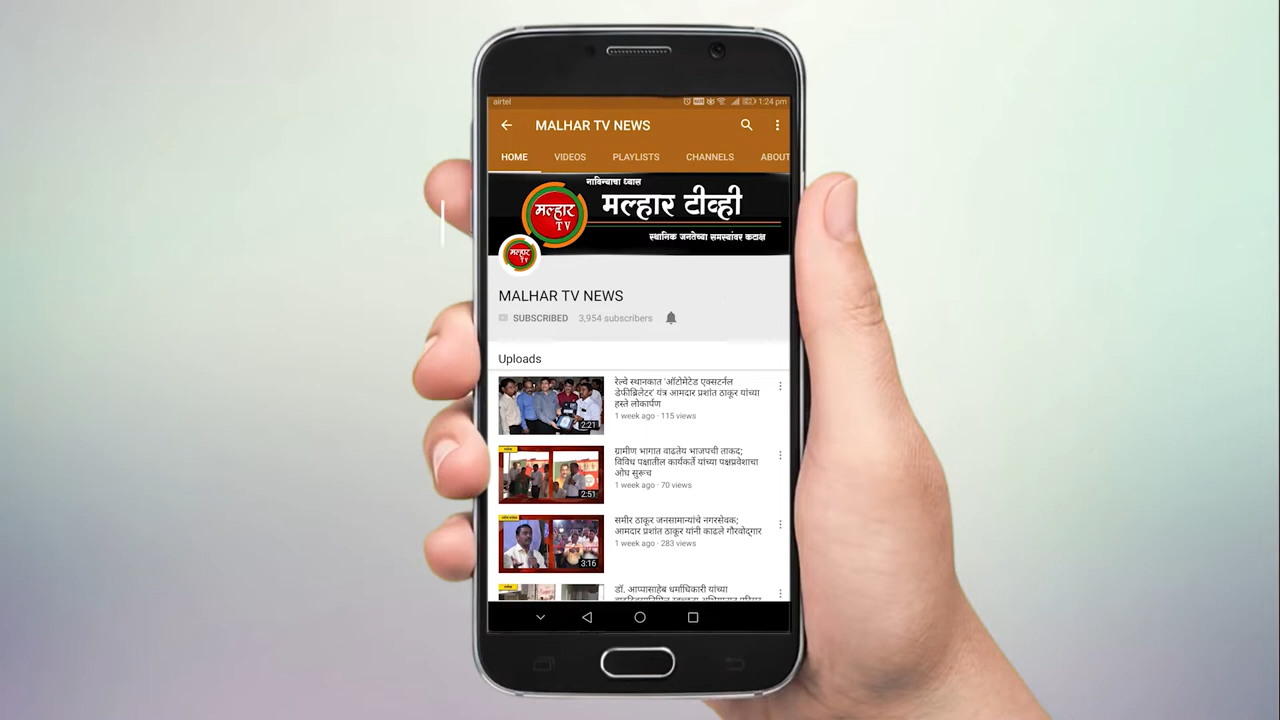 airtel
1:24 pm
MALHAR TV NEWS
HOME VIDEOS PLAYLISTS CHANNELS ABOUT
नाविन्याचा ध्यास
मल्हार टीव्ही
स्थानिक जनतेच्या समस्यांवर कटाक्ष
मल्हार
TV
मल्हार
TV
MALHAR TV NEWS
SUBSCRIBED 3,954 subscribers
Uploads
रेल्वे स्थानकात 'ऑटोमेटेड एक्सटर्नल
डेफीब्रिलेटर' यंत्र आमदार प्रशांत ठाकूर यांच्या
हस्ते लोकार्पण
1 week ago · 115 views
2:21
ग्रामीण भागात वाढतेय भाजपची ताकद;
विविध पक्षातील कार्यकर्ते यांच्या पक्षप्रवेशाचा
ओघ सुरूच
1 week ago · 70 views
2:51
समीर ठाकूर जनसामान्यांचे नगरसेवक;
आमदार प्रशांत ठाकूर यांनी काढले गौरवोद्गार
1 week ago · 283 views
3:16
डॉ. आप्पासाहेब धर्माधिकारी यांच्या